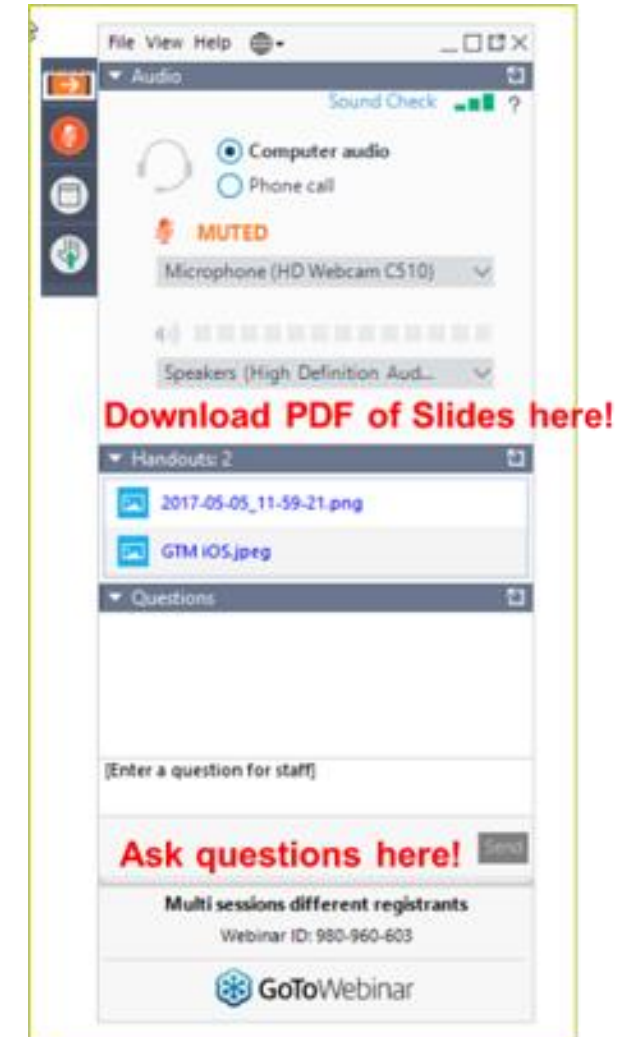 File View Help
Audio
Sound Check ?
Computer audio
Phone call
MUTED
Microphone (HD Webcam C510)
Speakers (High Definition Aud...
Download PDF of Slides here!
Handouts: 2
2017-05-05_11-59-21.png
GTM iOS.jpeg
Questions
[Enter a question for staff]
Ask questions here! Send
Multi sessions different registrants
Webinar ID: 980-960-603
GoToWebinar